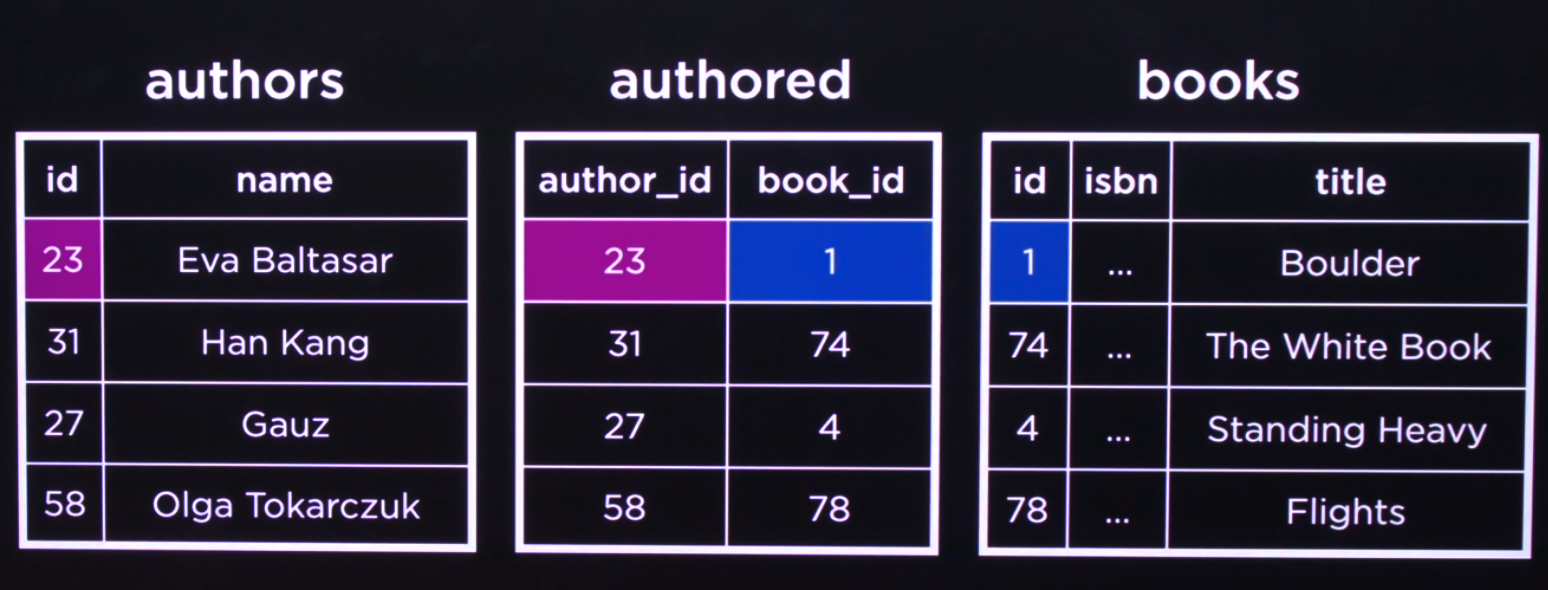 authors authored books
id name author_id book_id id isbn title
23 Eva Baltasar 23 1 1 ... Boulder
31 Han Kang 31 74 74 ... The White Book
27 Gauz 27 4 4 ... Standing Heavy
58 Olga Tokarczuk 58 78 78 ... Flights